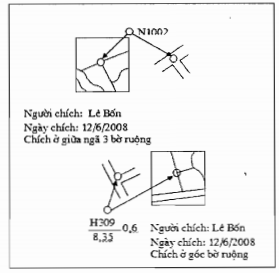 N1002
Người chích: Lê Bốn
Ngày chích: 12/6/2008
Chích ở giữa ngã 3 bờ ruộng
H309
8,35
0,6
Người chích: Lê Bốn
Ngày chích: 12/6/2008
Chích ở góc bờ ruộng